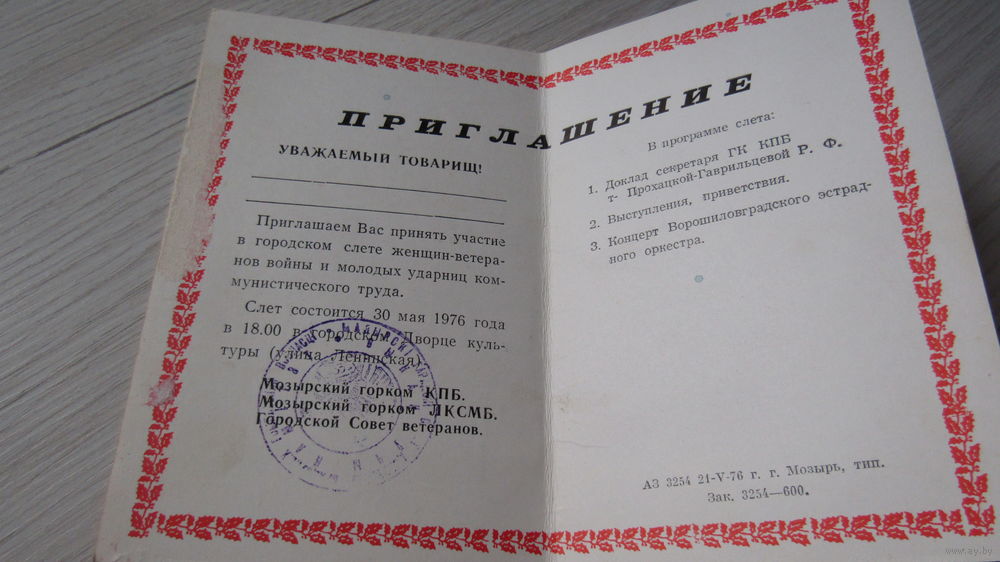 ПРИГЛАШЕНИЕ
УВАЖАЕМЫЙ ТОВАРИЩ!
Приглашаем Вас принять участие
в городском слете женщин-ветера-
нов войны и молодых ударниц ком-
мунистического труда.
Слет состоится 30 мая 1976 года
в 18.00 в городском Дворце куль-
туры (улица Ленинская).
Мозырский горком КПБ.
Мозырский горком ЛКСМБ.
Городской Совет ветеранов.
В программе слета:
1. Доклад секретаря ГК КПБ
т. Прохацкой-Гаврильцевой Р. Ф.
2. Выступления, приветствия.
3. Концерт Ворошиловградского эстрад-
ного оркестра.
АЗ 3254 21-V-76 г. г. Мозырь, тип.
Зак. 3254—600.
www.ay.by